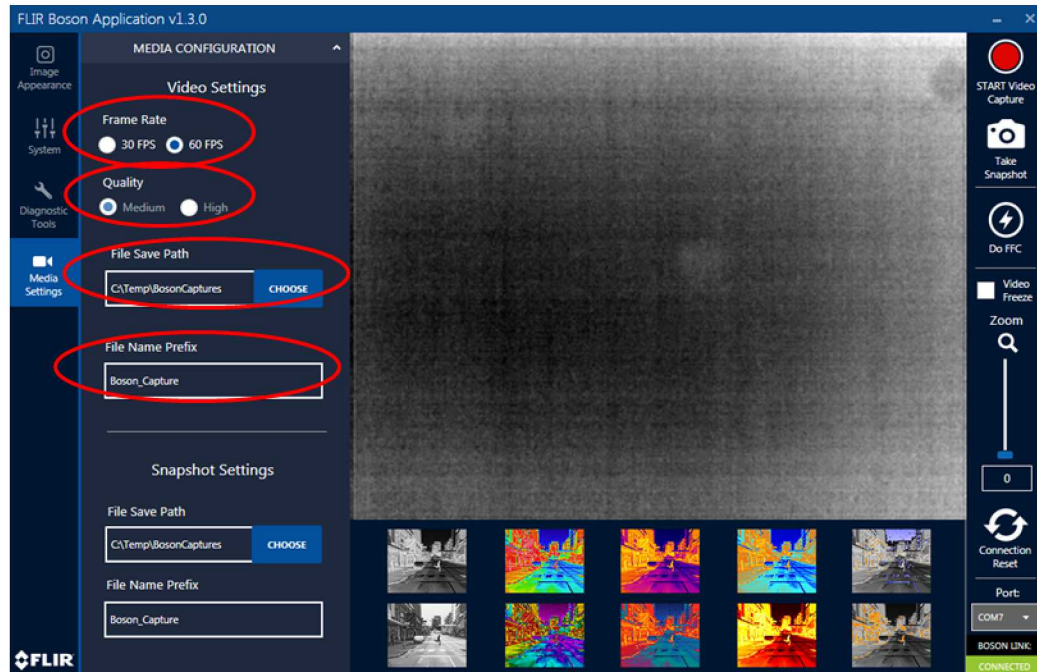 FLIR Boson Application v1.3.0
Image
Appearance
System
Diagnostic
Tools
Media
Settings
FLIR
MEDIA CONFIGURATION
Video Settings
Frame Rate
30 FPS 60 FPS
Quality
Medium High
File Save Path
C:\Temp\BosonCaptures CHOOSE
File Name Prefix
Boson_Capture
Snapshot Settings
File Save Path
C:\Temp\BosonCaptures CHOOSE
File Name Prefix
Boson_Capture
START Video
Capture
Take
Snapshot
Do FFC
Video
Freeze
Zoom
0
Connection
Reset
Port:
COM7
BOSON LINK:
CONNECTED